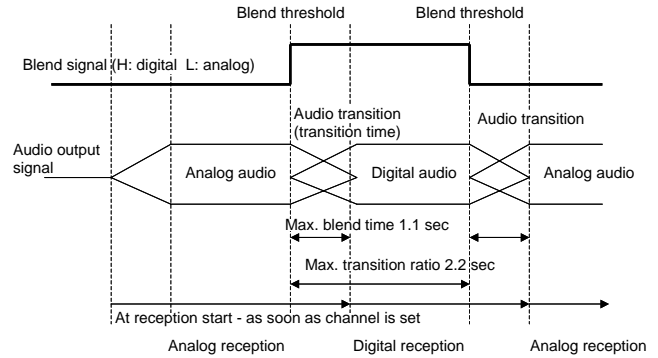 Blend threshold
Blend threshold
Blend signal (H: digital L: analog)
Audio transition
(transition time)
Audio transition
Audio output
signal
Analog audio
Digital audio
Analog audio
Max. blend time 1.1 sec
Max. transition ratio 2.2 sec
At reception start - as soon as channel is set
Analog reception
Digital reception
Analog reception